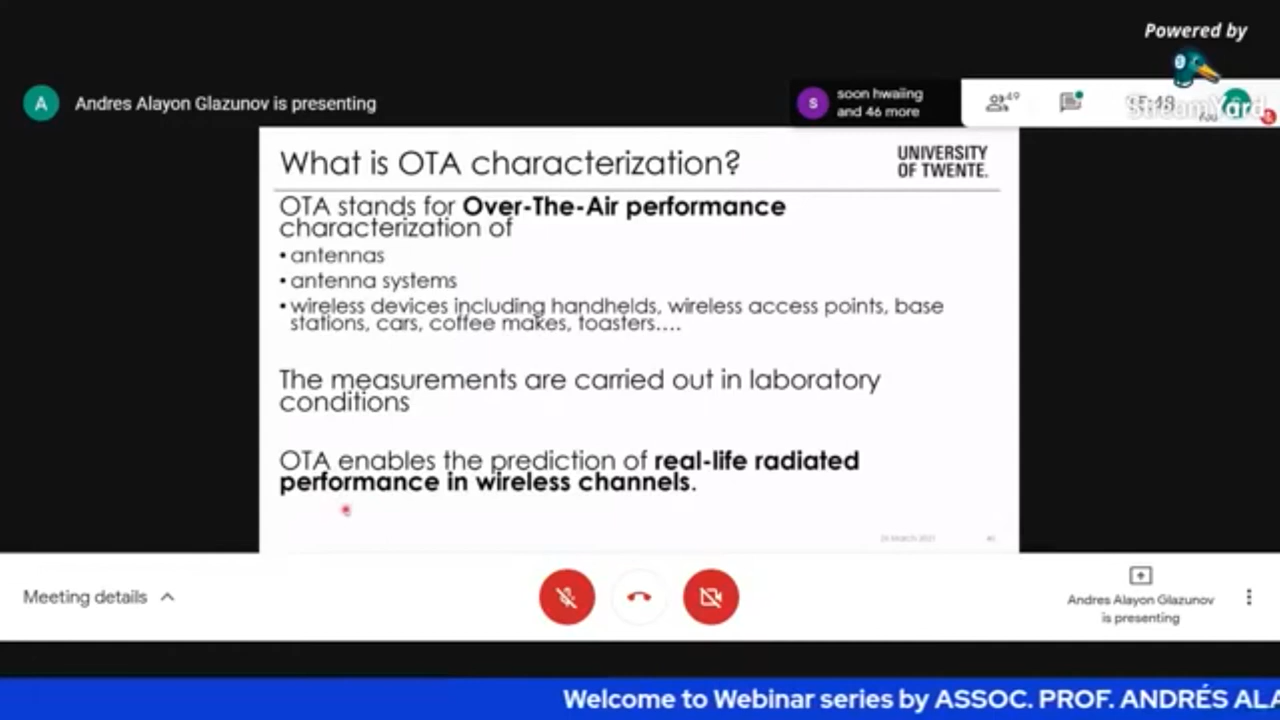 Powered by
StreamYard
A
Andres Alayon Glazunov is presenting
s
soon hwaiing
and 46 more
49
You
What is OTA characterization?
UNIVERSITY
OF TWENTE.
OTA stands for Over-The-Air performance
characterization of
• antennas
• antenna systems
• wireless devices including handhelds, wireless access points, base
stations, cars, coffee makes, toasters....
The measurements are carried out in laboratory
conditions
OTA enables the prediction of real-life radiated
performance in wireless channels.
Meeting details
Andres Alayon Glazunov
is presenting
Welcome to Webinar series by ASSOC. PROF. ANDRÉS ALA